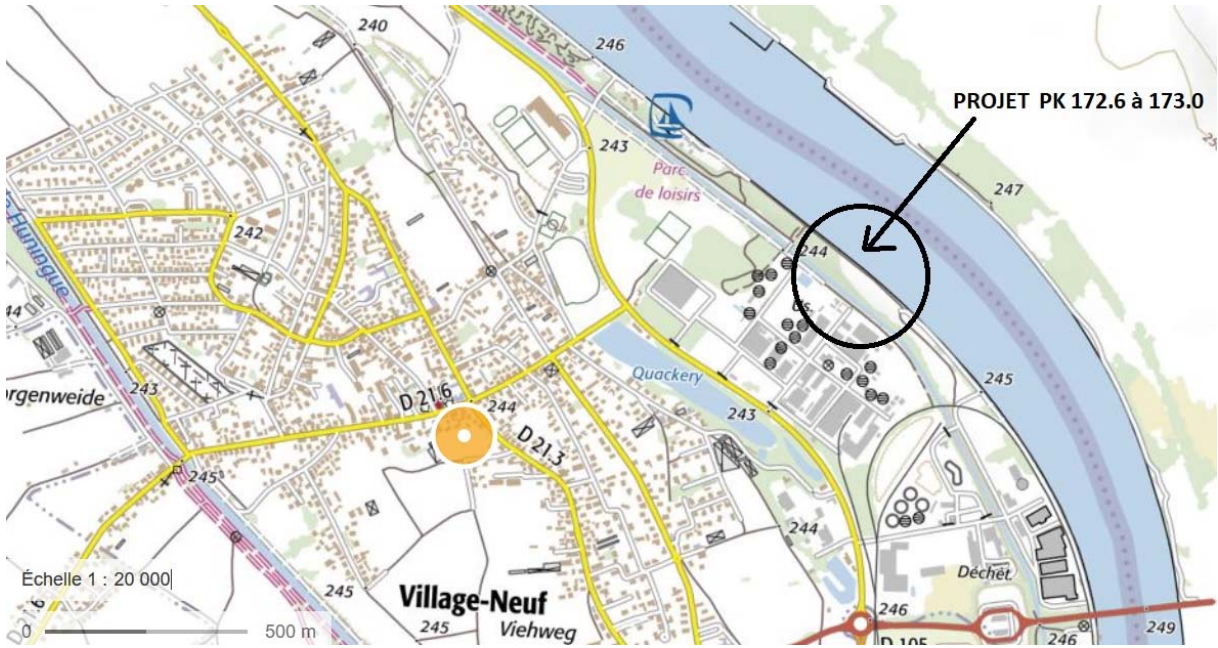 240
246
PROJET PK 172.6 à 173.0
243
Parc
de loisirs
247
242
244
Us.
Huningue
44
Quackery
243
245
243
D 21.6
244
orgenweide
D 21.3
245
244
Déchet.
Échelle 1 : 20 000
245
Village-Neuf
246
0
500 m
245
Viehweg
D 105
246
249